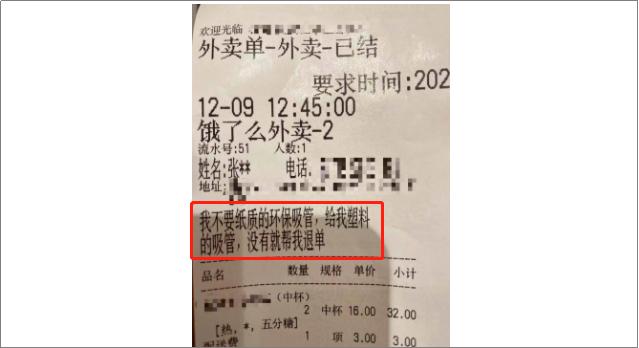 欢迎光临
外卖单-外卖-已结
要求时间:202
12-09 12:45:00
饿了么外卖-2
流水号:51 人数:1
姓名:张** 电话
地址:
我不要纸质的环保吸管，给我塑料
的吸管，没有就帮我退单
品名 数量 规格 单价 小计
(中杯)
2 中杯 16.00 32.00
[热,*,五分糖]
配送费 1 项 3.00 3.00